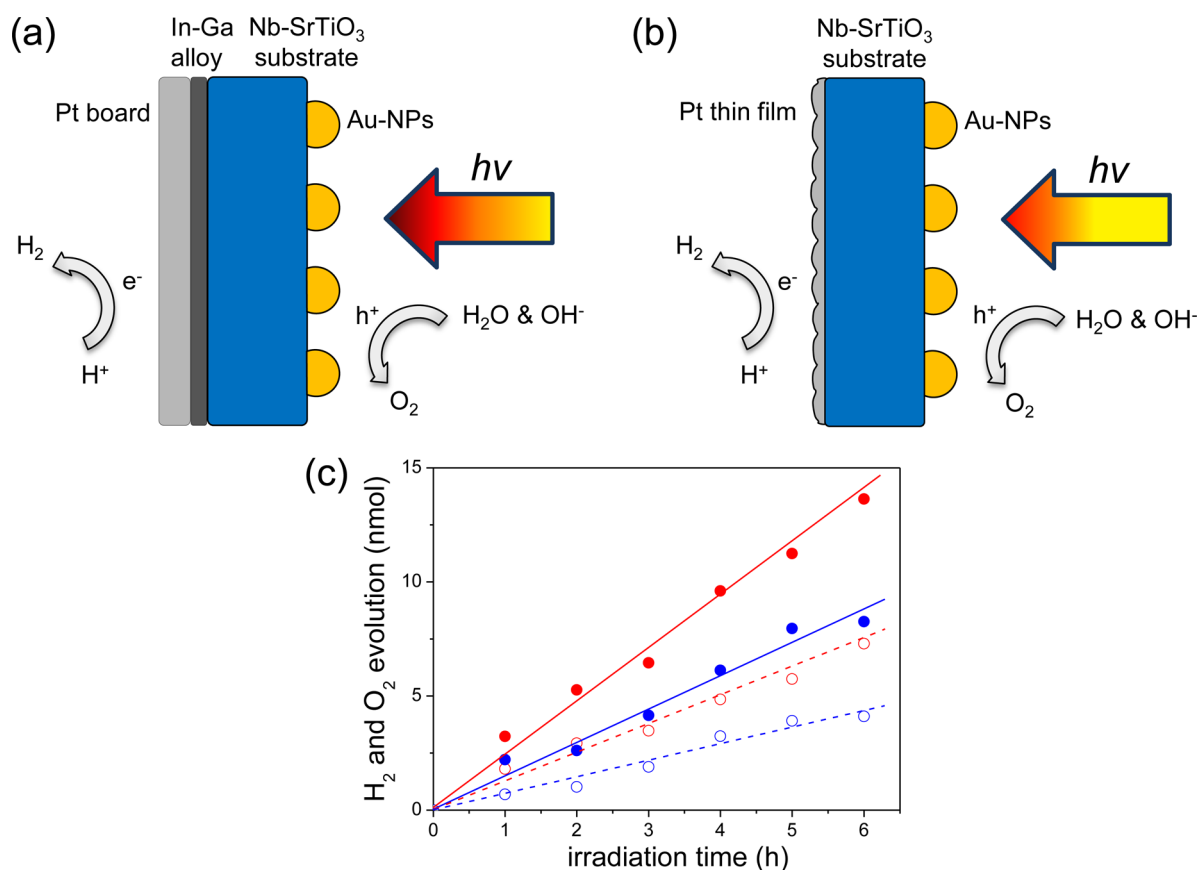 (a)
In-Ga
alloy
Nb-SrTiO₃
substrate
Pt board
Au-NPs
hν
H₂
e⁻
H⁺
h⁺
H₂O & OH⁻
O₂
(b)
Nb-SrTiO₃
substrate
Pt thin film
Au-NPs
hν
H₂
e⁻
H⁺
h⁺
H₂O & OH⁻
O₂
(c)
H₂ and O₂ evolution (nmol)
15
10
5
0
0 1 2 3 4 5 6
irradiation time (h)